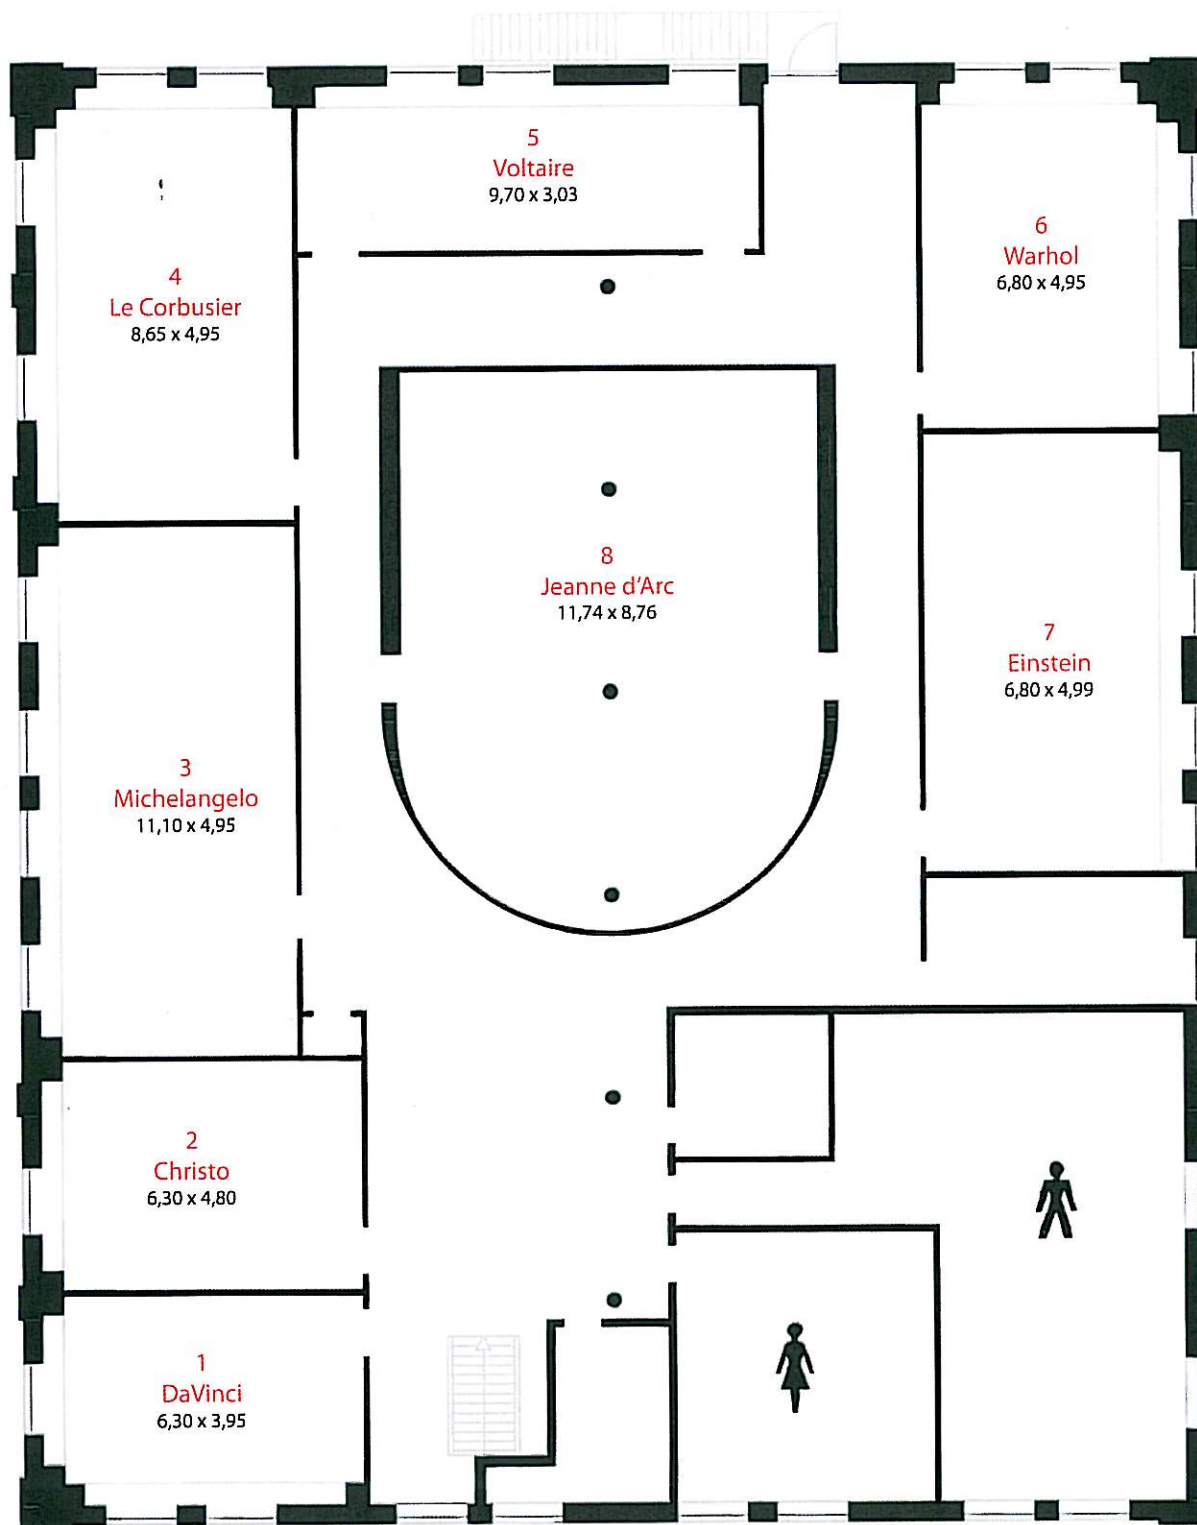 5
Voltaire
9,70 x 3,03
6
Warhol
6,80 x 4,95
4
Le Corbusier
8,65 x 4,95
8
Jeanne d'Arc
11,74 x 8,76
7
Einstein
6,80 x 4,99
3
Michelangelo
11,10 x 4,95
2
Christo
6,30 x 4,80
1
DaVinci
6,30 x 3,95